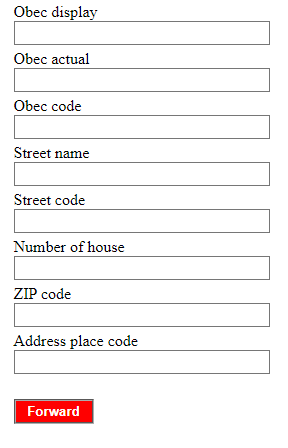 Obec display
Obec actual
Obec code
Street name
Street code
Number of house
ZIP code
Address place code
Forward